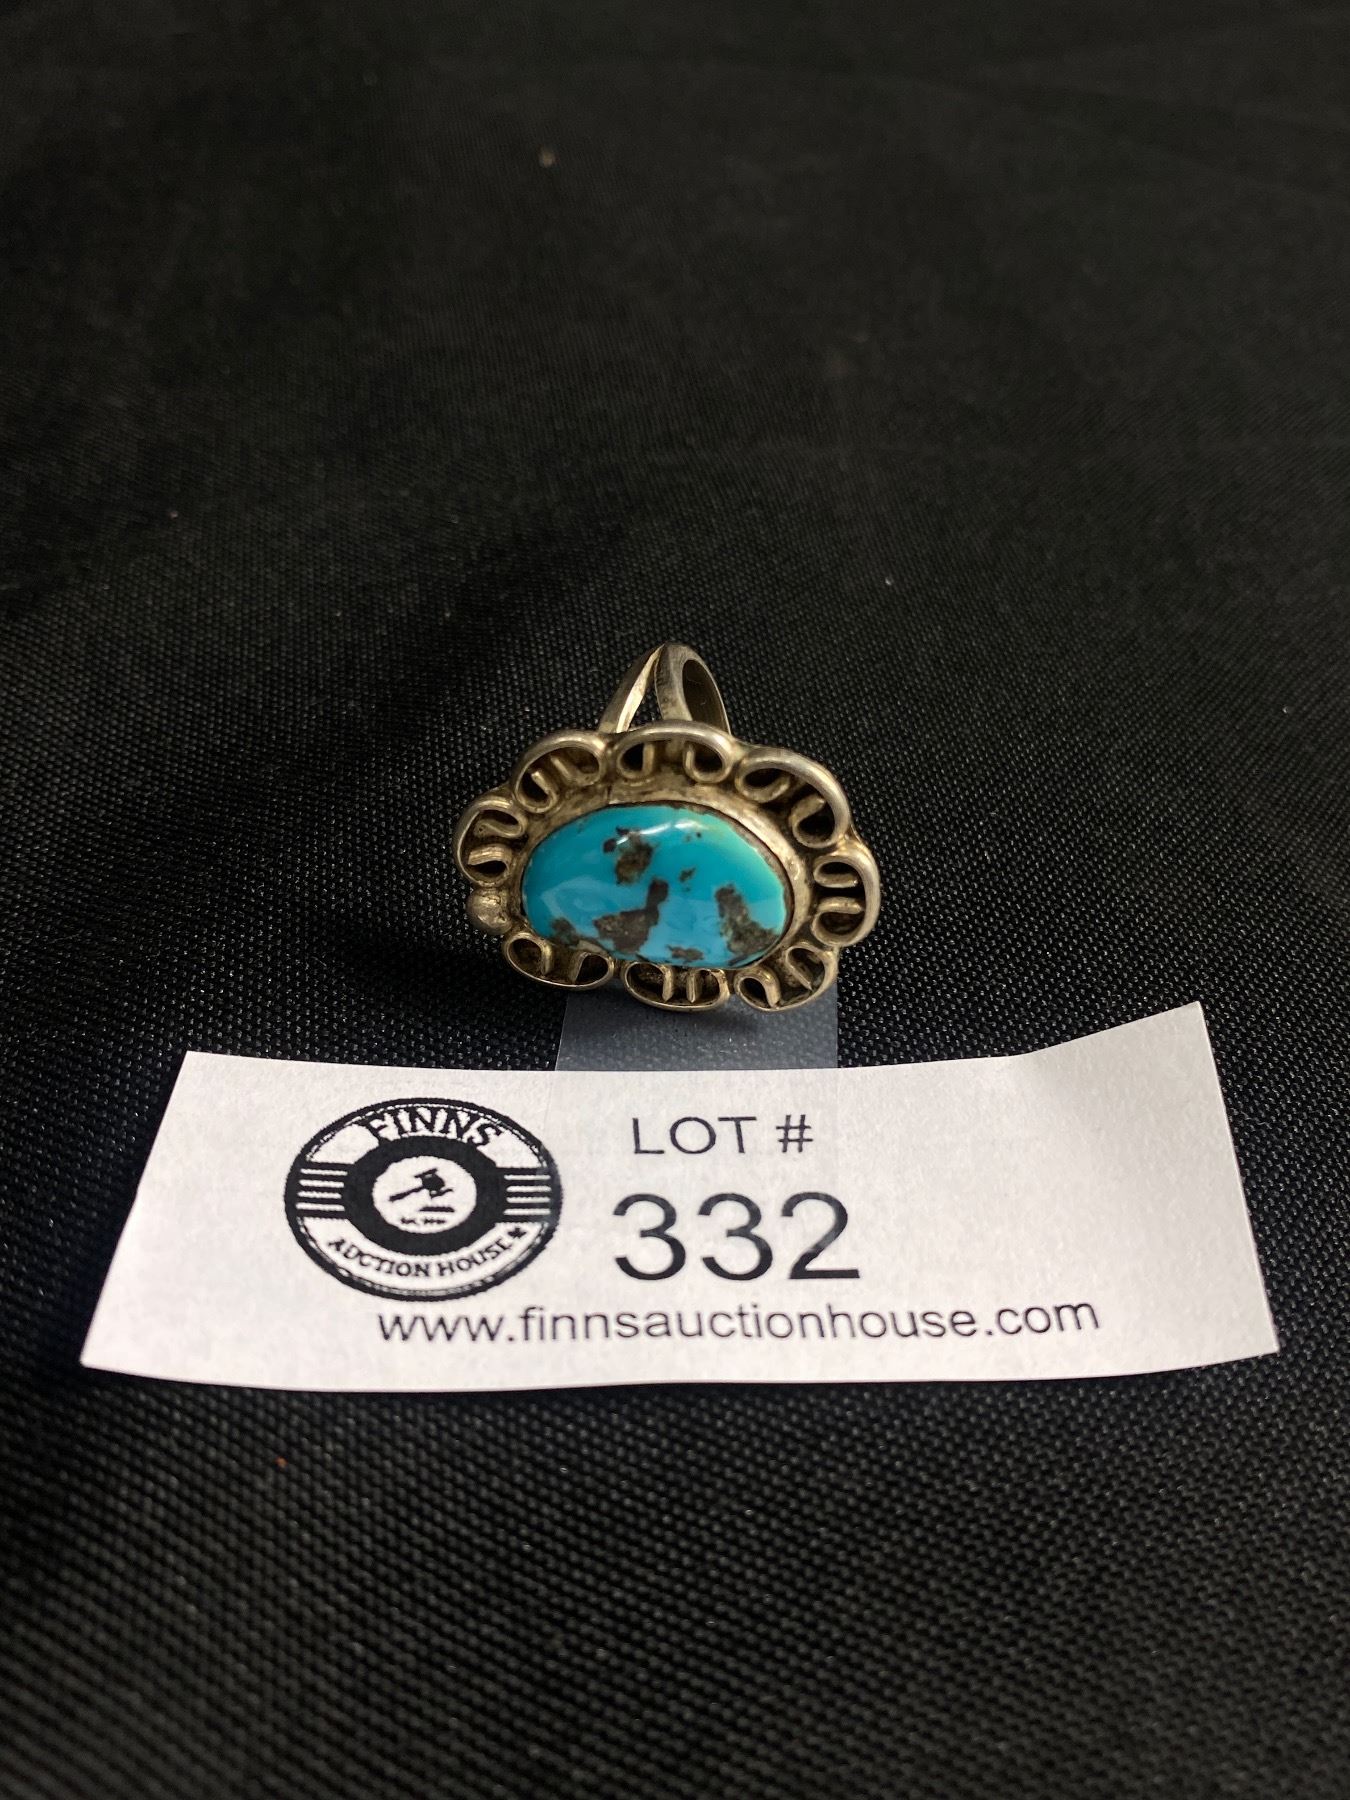 FINNS
AUCTION HOUSE
LOT #
332
www.finnsauctionhouse.com